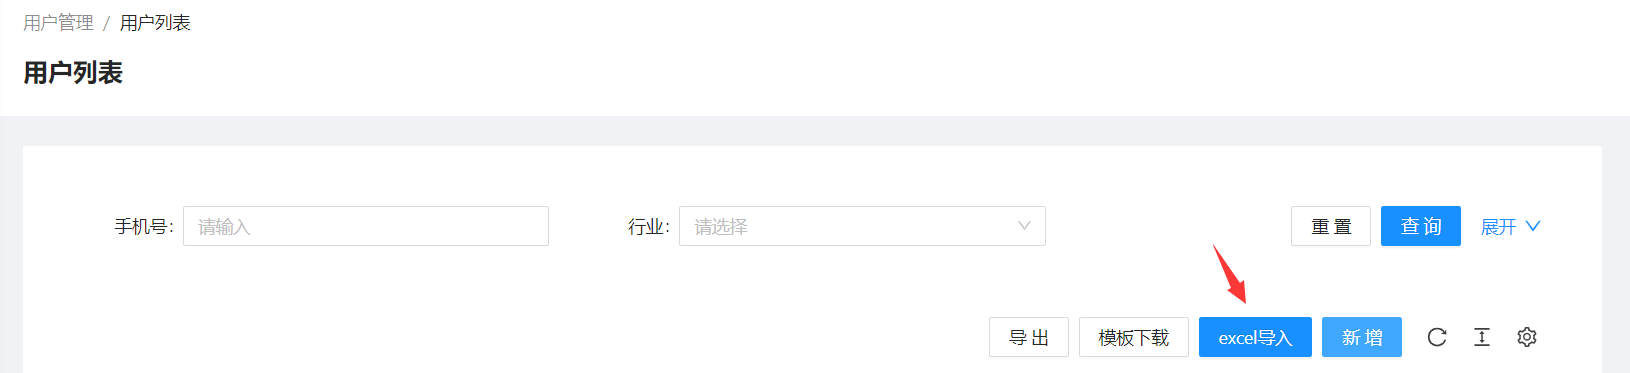 用户管理 / 用户列表
用户列表
手机号: 请输入 行业: 请选择 重 置 查 询 展开
导 出 模板下载 excel导入 新 增